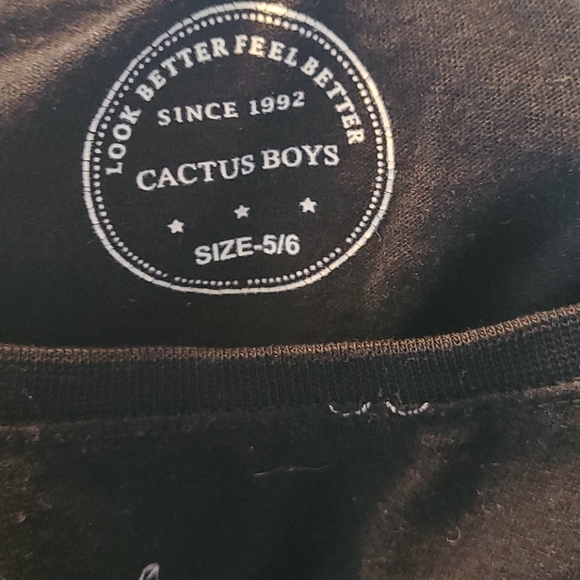 LOOK BETTER FEEL BETTER
SINCE 1992
CACTUS BOYS
SIZE-5/6